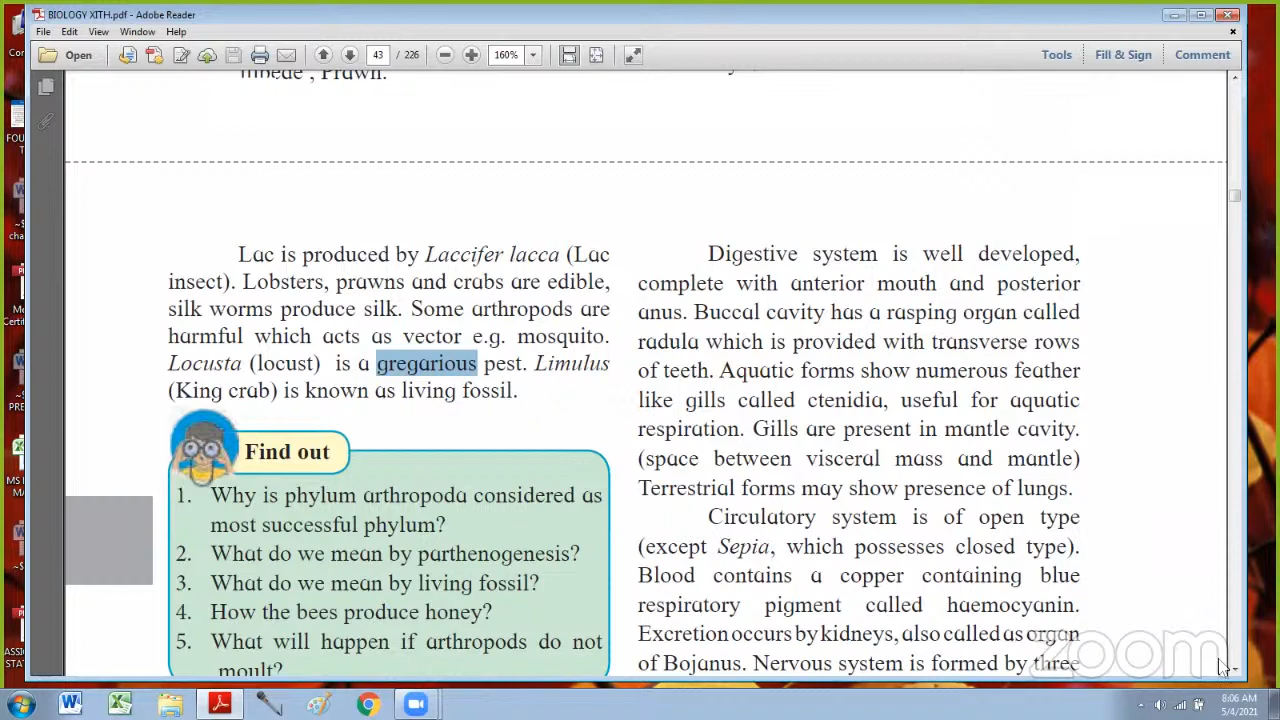 BIOLOGY XITH.pdf - Adobe Reader
File Edit View Window Help
Open 43 / 226 160% Tools Fill & Sign Comment
Prawn.
Lac is produced by Laccifer lacca (Lac
insect). Lobsters, prawns and crabs are edible,
silk worms produce silk. Some arthropods are
harmful which acts as vector e.g. mosquito.
Locusta (locust) is a gregarious pest. Limulus
(King crab) is known as living fossil.
Find out
1. Why is phylum arthropoda considered as
most successful phylum?
2. What do we mean by parthenogenesis?
3. What do we mean by living fossil?
4. How the bees produce honey?
5. What will happen if arthropods do not
moult?
Digestive system is well developed,
complete with anterior mouth and posterior
anus. Buccal cavity has a rasping organ called
radula which is provided with transverse rows
of teeth. Aquatic forms show numerous feather
like gills called ctenidia, useful for aquatic
respiration. Gills are present in mantle cavity.
(space between visceral mass and mantle)
Terrestrial forms may show presence of lungs.
Circulatory system is of open type
(except Sepia, which possesses closed type).
Blood contains a copper containing blue
respiratory pigment called haemocyanin.
Excretion occurs by kidneys, also called as organ
of Bojanus. Nervous system is formed by three
zoom
8:06 AM
5/4/2021